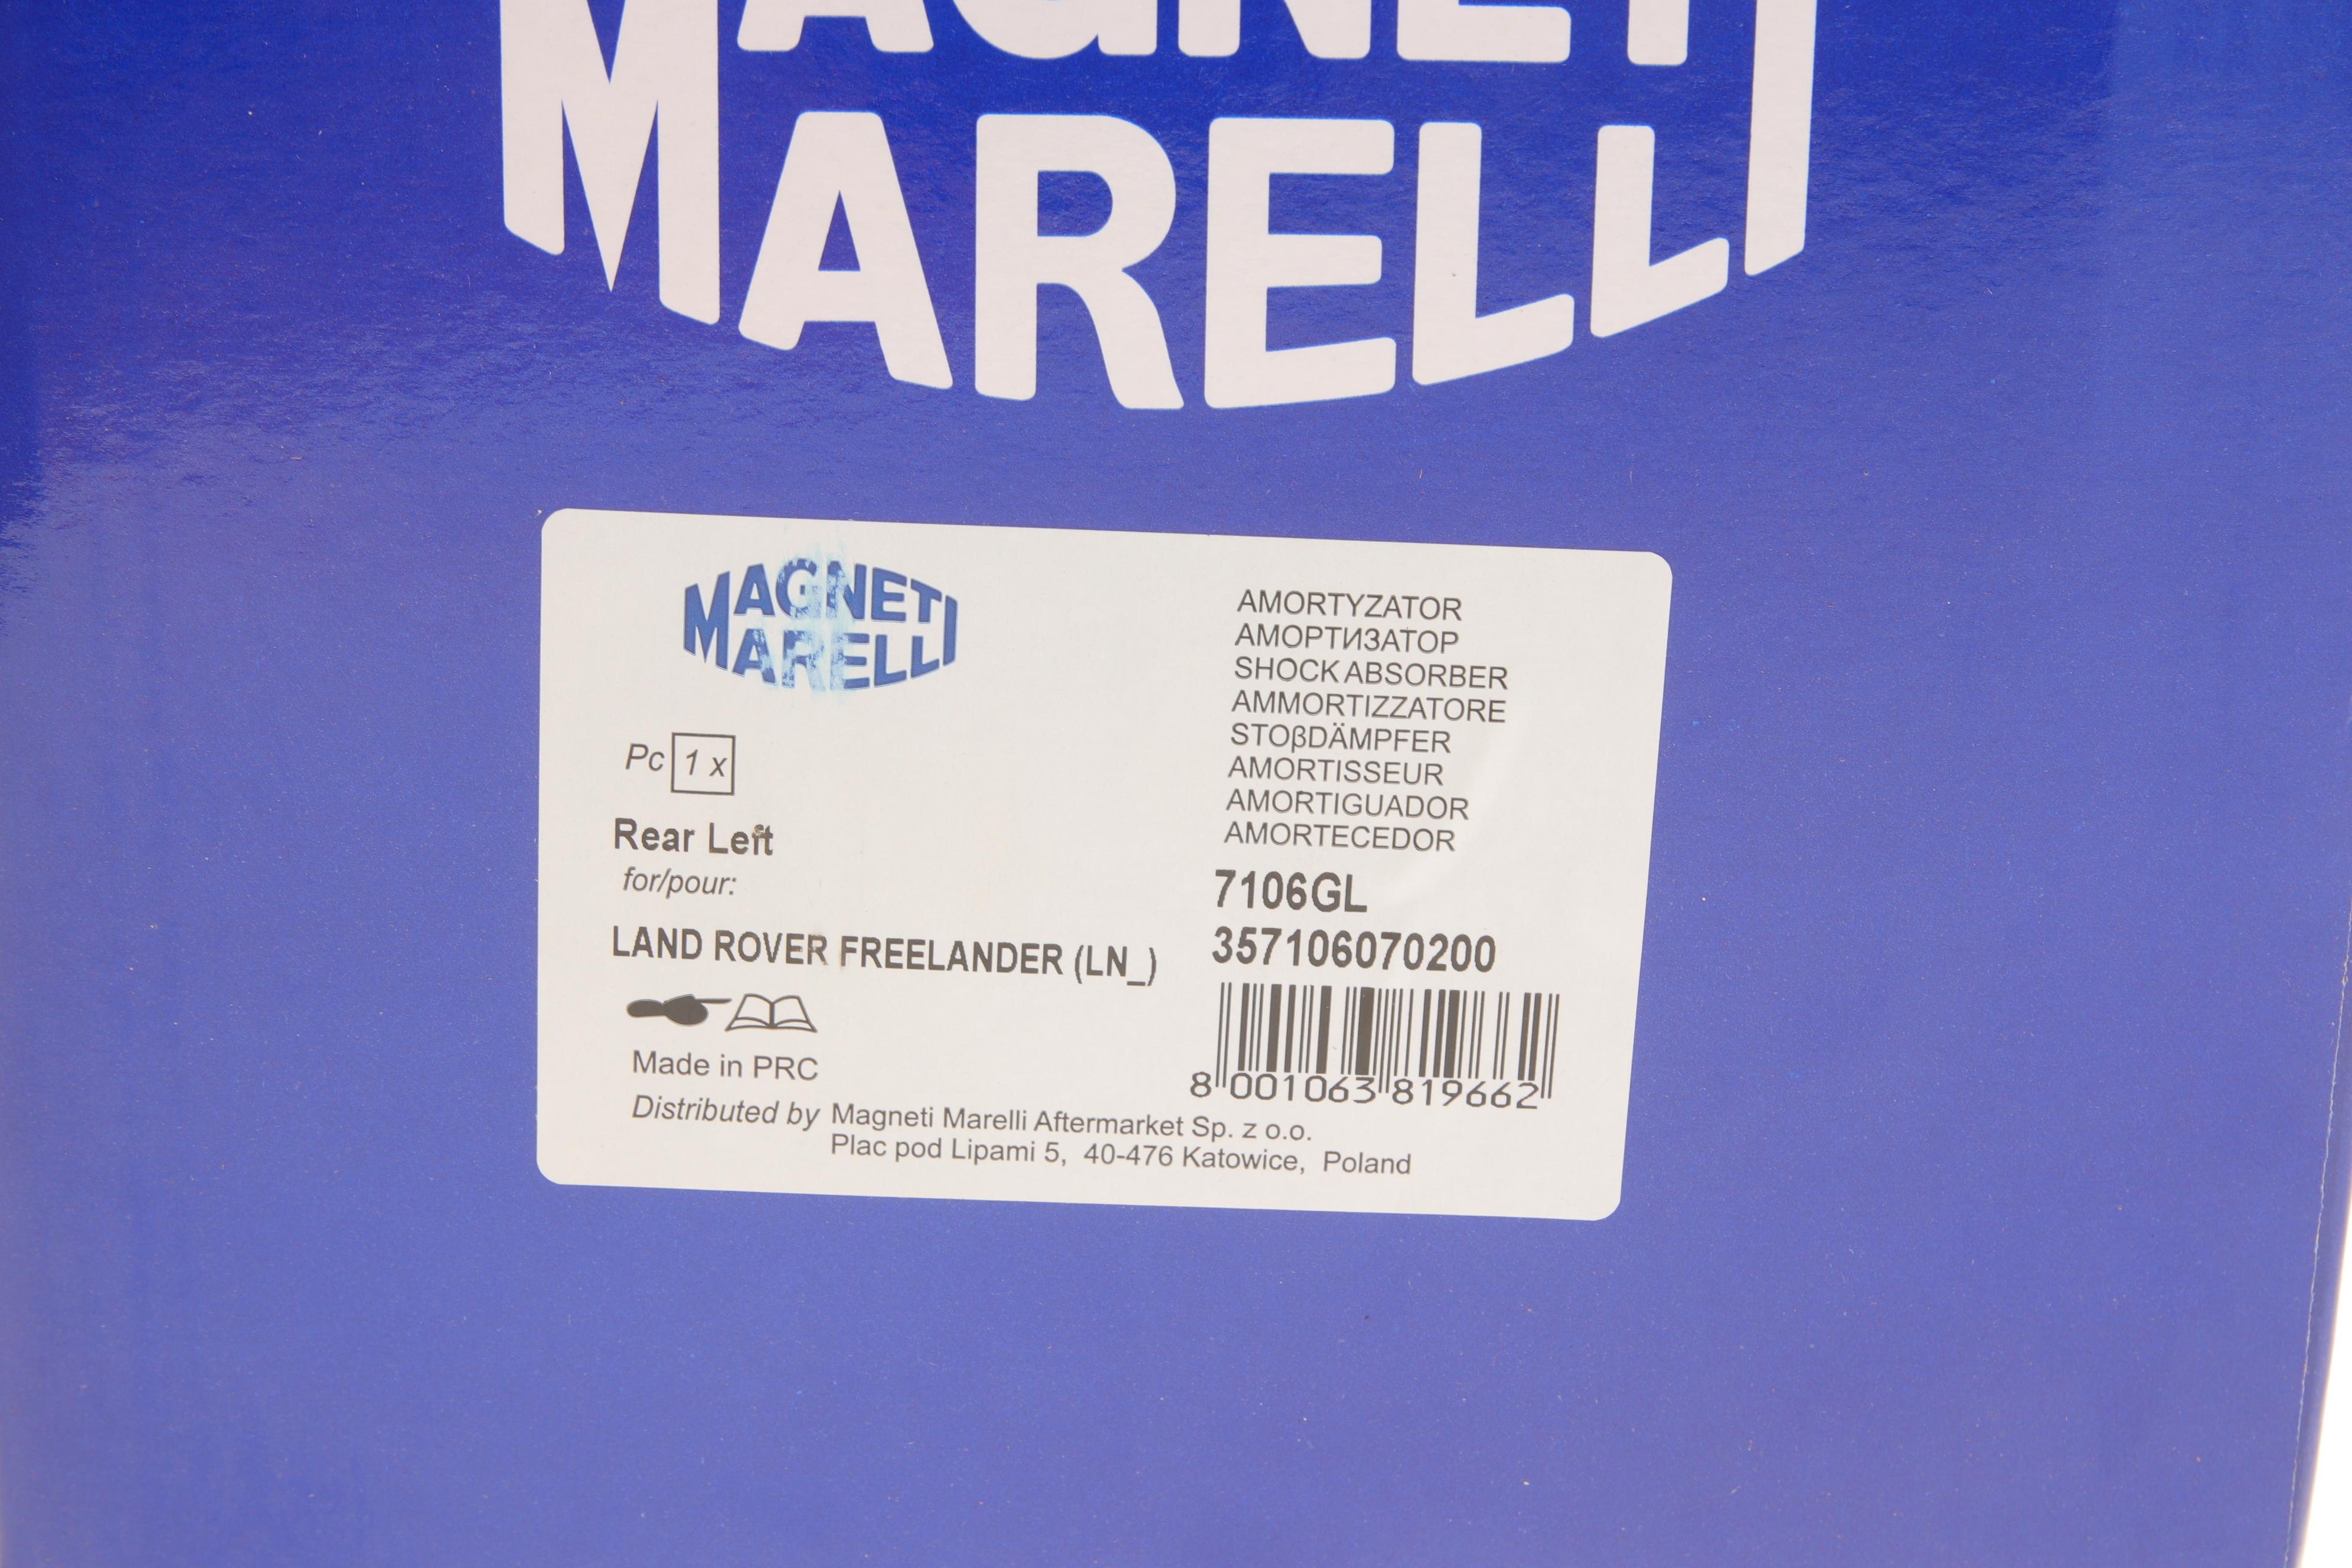 MAGNETI
MARELLI
MAGNETI
MARELLI
Pc 1 x
Rear Left
for/pour:
LAND ROVER FREELANDER (LN_)
Made in PRC
Distributed by Magneti Marelli Aftermarket Sp. z o.o.
Plac pod Lipami 5, 40-476 Katowice, Poland
AMORTYZATOR
АМОРТИЗАТОР
SHOCK ABSORBER
AMMORTIZZATORE
STOβDÄMPFER
AMORTISSEUR
AMORTIGUADOR
AMORTECEDOR
7106GL
357106070200
8 001063 819662